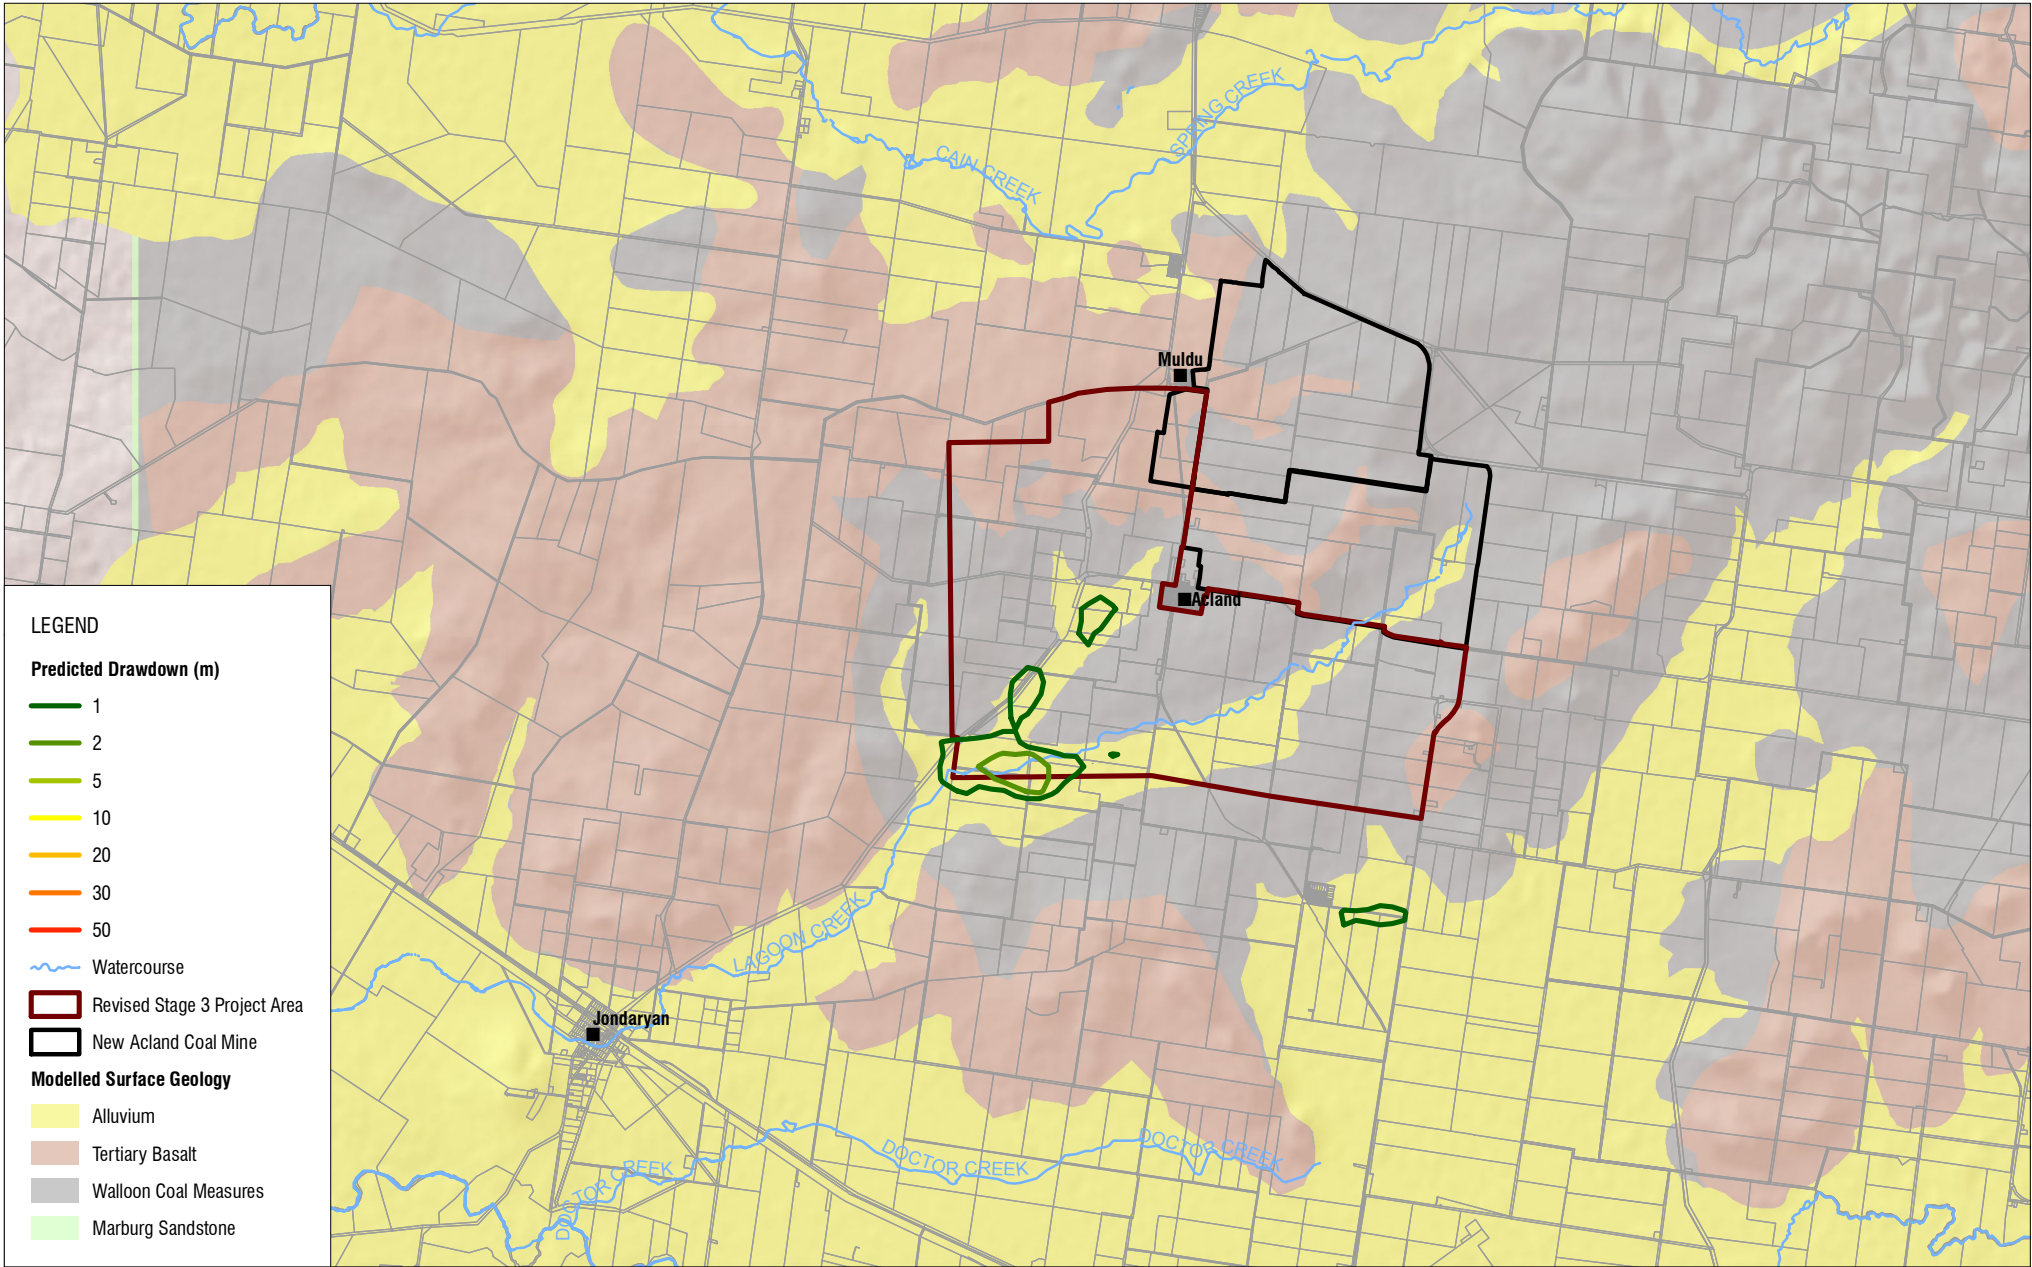 SPRING CREEK
CAIN CREEK
Muldu
Acland
LEGEND
Predicted Drawdown (m)
1
2
5
10
20
30
50
Watercourse
Revised Stage 3 Project Area
New Acland Coal Mine
Modelled Surface Geology
Alluvium
Tertiary Basalt
Walloon Coal Measures
Marburg Sandstone
LAGOON CREEK
Jondaryan
DOCTOR CREEK
DOCTOR CREEK
DOCTOR CREEK